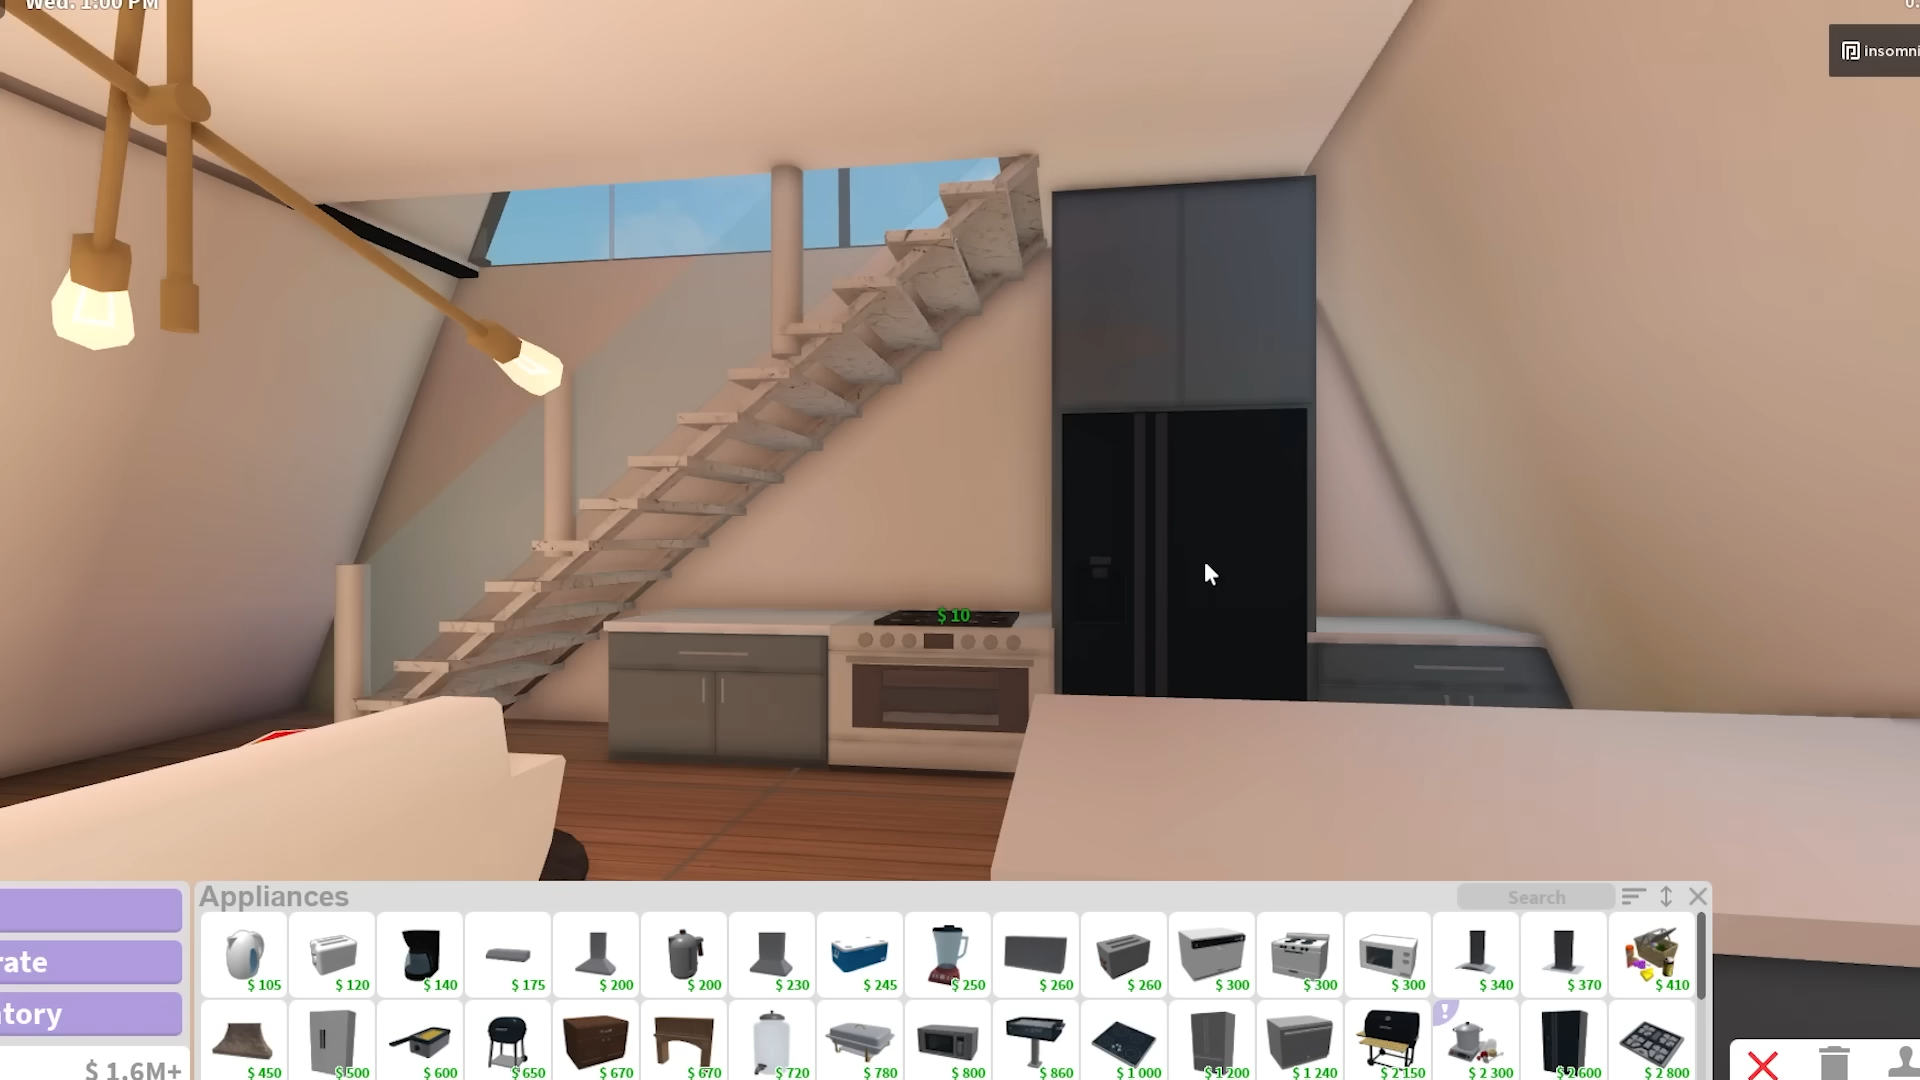 Wed. 1:00 PM
0.
insomni
$ 10
Appliances
Search
rate
tory
$ 1.6M+
$ 105
$ 120
$ 140
$ 175
$ 200
$ 200
$ 230
$ 245
$ 250
$ 260
$ 260
$ 300
$ 300
$ 300
$ 340
$ 370
$ 410
!
$ 450
$ 500
$ 600
$ 650
$ 670
$ 670
$ 720
$ 780
$ 800
$ 860
$ 1 000
$ 1 200
$ 1 240
$ 2 150
$ 2 300
$ 2 600
$ 2 800